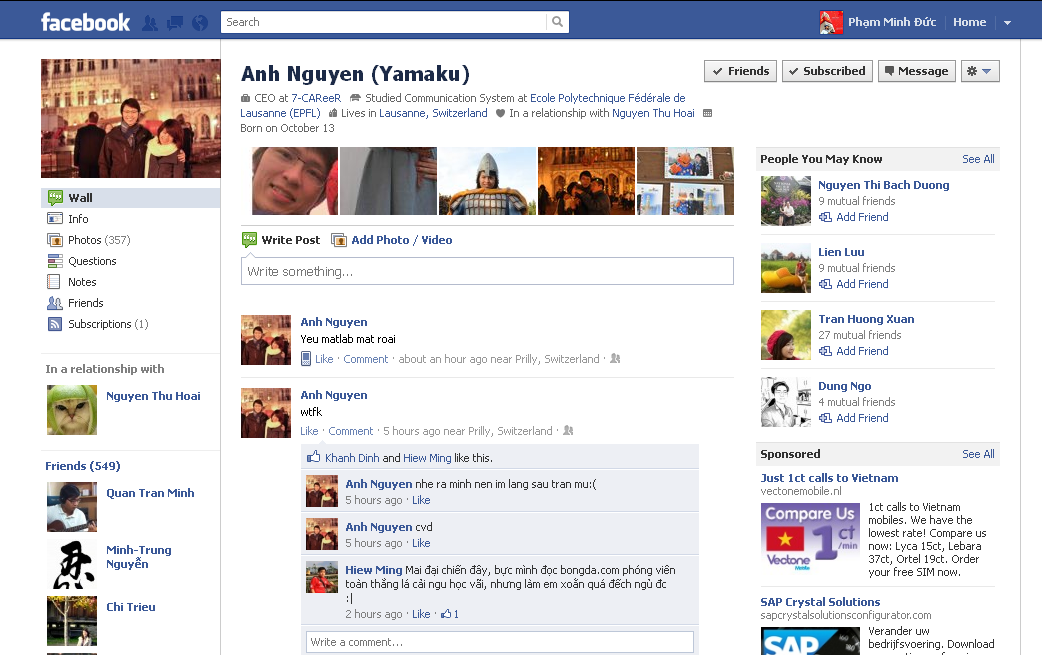 facebook
Search
Phạm Minh Đức
Home
Anh Nguyen (Yamaku)
Friends
Subscribed
Message
CEO at 7-CAReeR Studied Communication System at Ecole Polytechnique Fédérale de
Lausanne (EPFL) Lives in Lausanne, Switzerland In a relationship with Nguyen Thu Hoai
Born on October 13
Wall
Info
Photos (357)
Questions
Notes
Friends
Subscriptions (1)
In a relationship with
Nguyen Thu Hoai
Friends (549)
Quan Tran Minh
Minh-Trung
Nguyễn
Chi Trieu
Write Post Add Photo / Video
Write something...
Anh Nguyen
Yeu matlab mat roai
Like · Comment · about an hour ago near Prilly, Switzerland ·
Anh Nguyen
wtfk
Like · Comment · 5 hours ago near Prilly, Switzerland ·
Khanh Dinh and Hiew Ming like this.
Anh Nguyen nhe ra minh nen im lang sau tran mu:(
5 hours ago · Like
Anh Nguyen cvd
5 hours ago · Like
Hiew Ming Mai đại chiến đây, bực mình đọc bongda.com phóng viên
toàn thắng lá cải ngu học vãi, nhưng làm em xoắn quá đếch ngủ đc
:|
2 hours ago · Like · 1
Write a comment...
People You May Know
See All
Nguyen Thi Bach Duong
9 mutual friends
Add Friend
Lien Luu
9 mutual friends
Add Friend
Tran Huong Xuan
27 mutual friends
Add Friend
Dung Ngo
4 mutual friends
Add Friend
Sponsored
See All
Just 1ct calls to Vietnam
vectonemobile.nl
Compare Us
1ct
/min
Vectone
Mobile
1ct calls to Vietnam
mobiles. We have the
lowest rate! Compare us
now: Lyca 15ct, Lebara
37ct, Ortel 19ct. Order
your free SIM now.
SAP Crystal Solutions
sapcrystalsolutionsconfigurator.com
SAP
Verander uw
bedrijfsvoering. Download